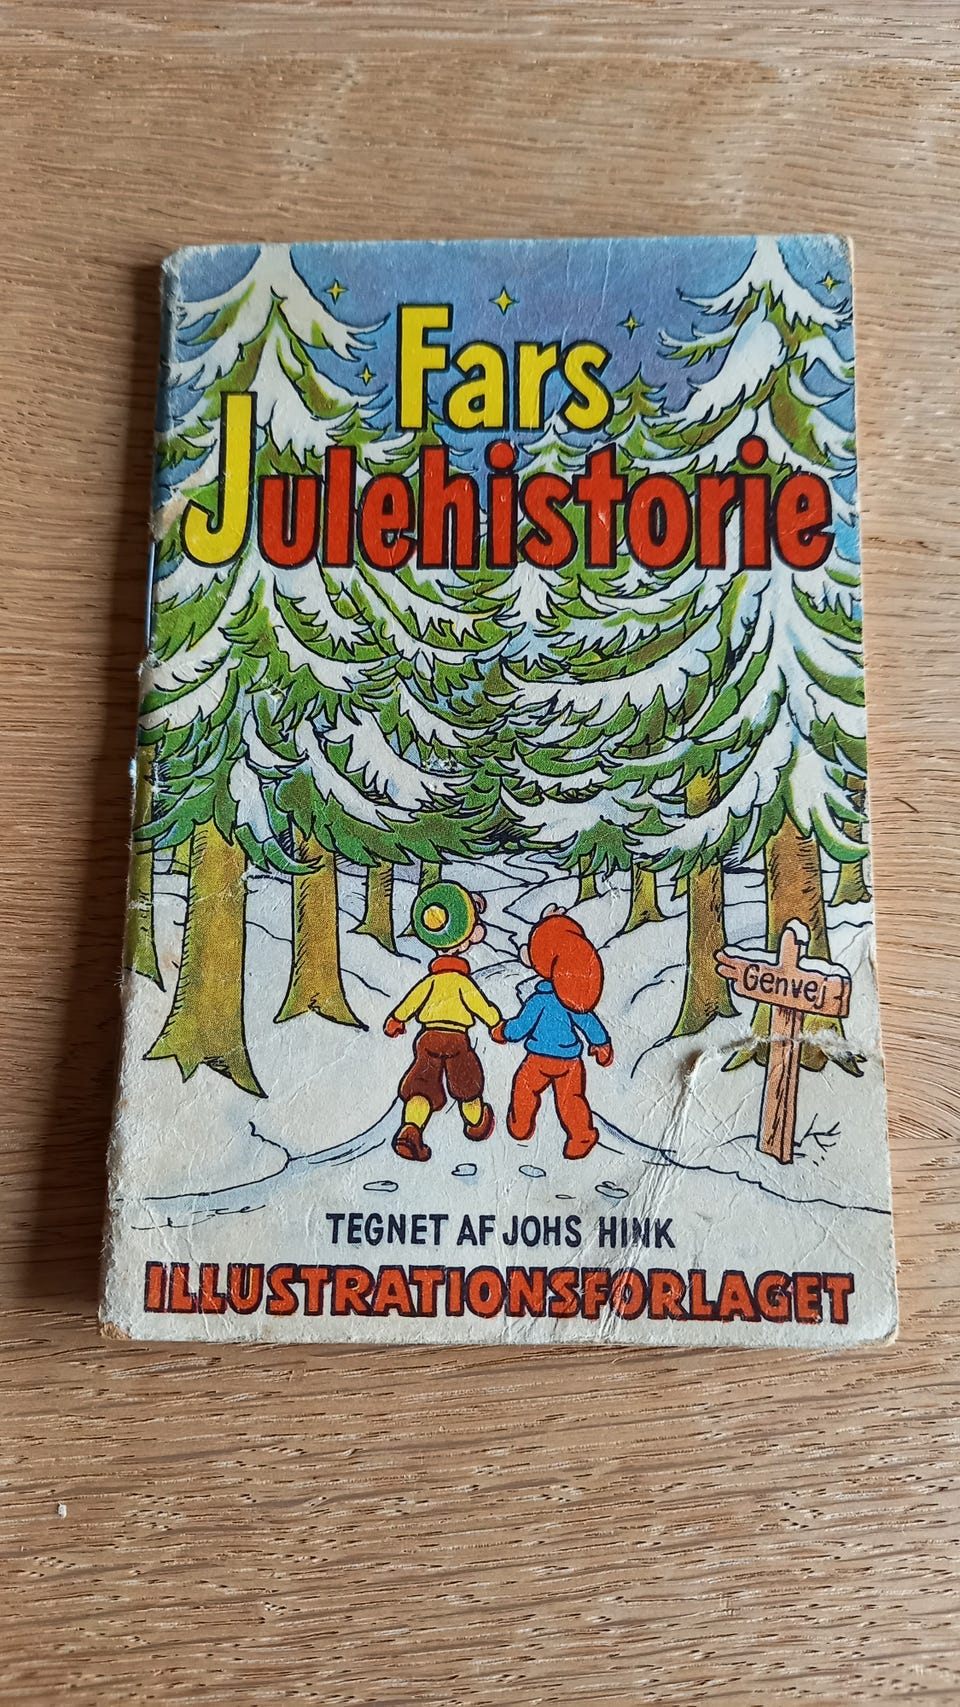 Fars
Julehistorie
Genvej
TEGNET AF JOHS HINK
ILLUSTRATIONSFORLAGET